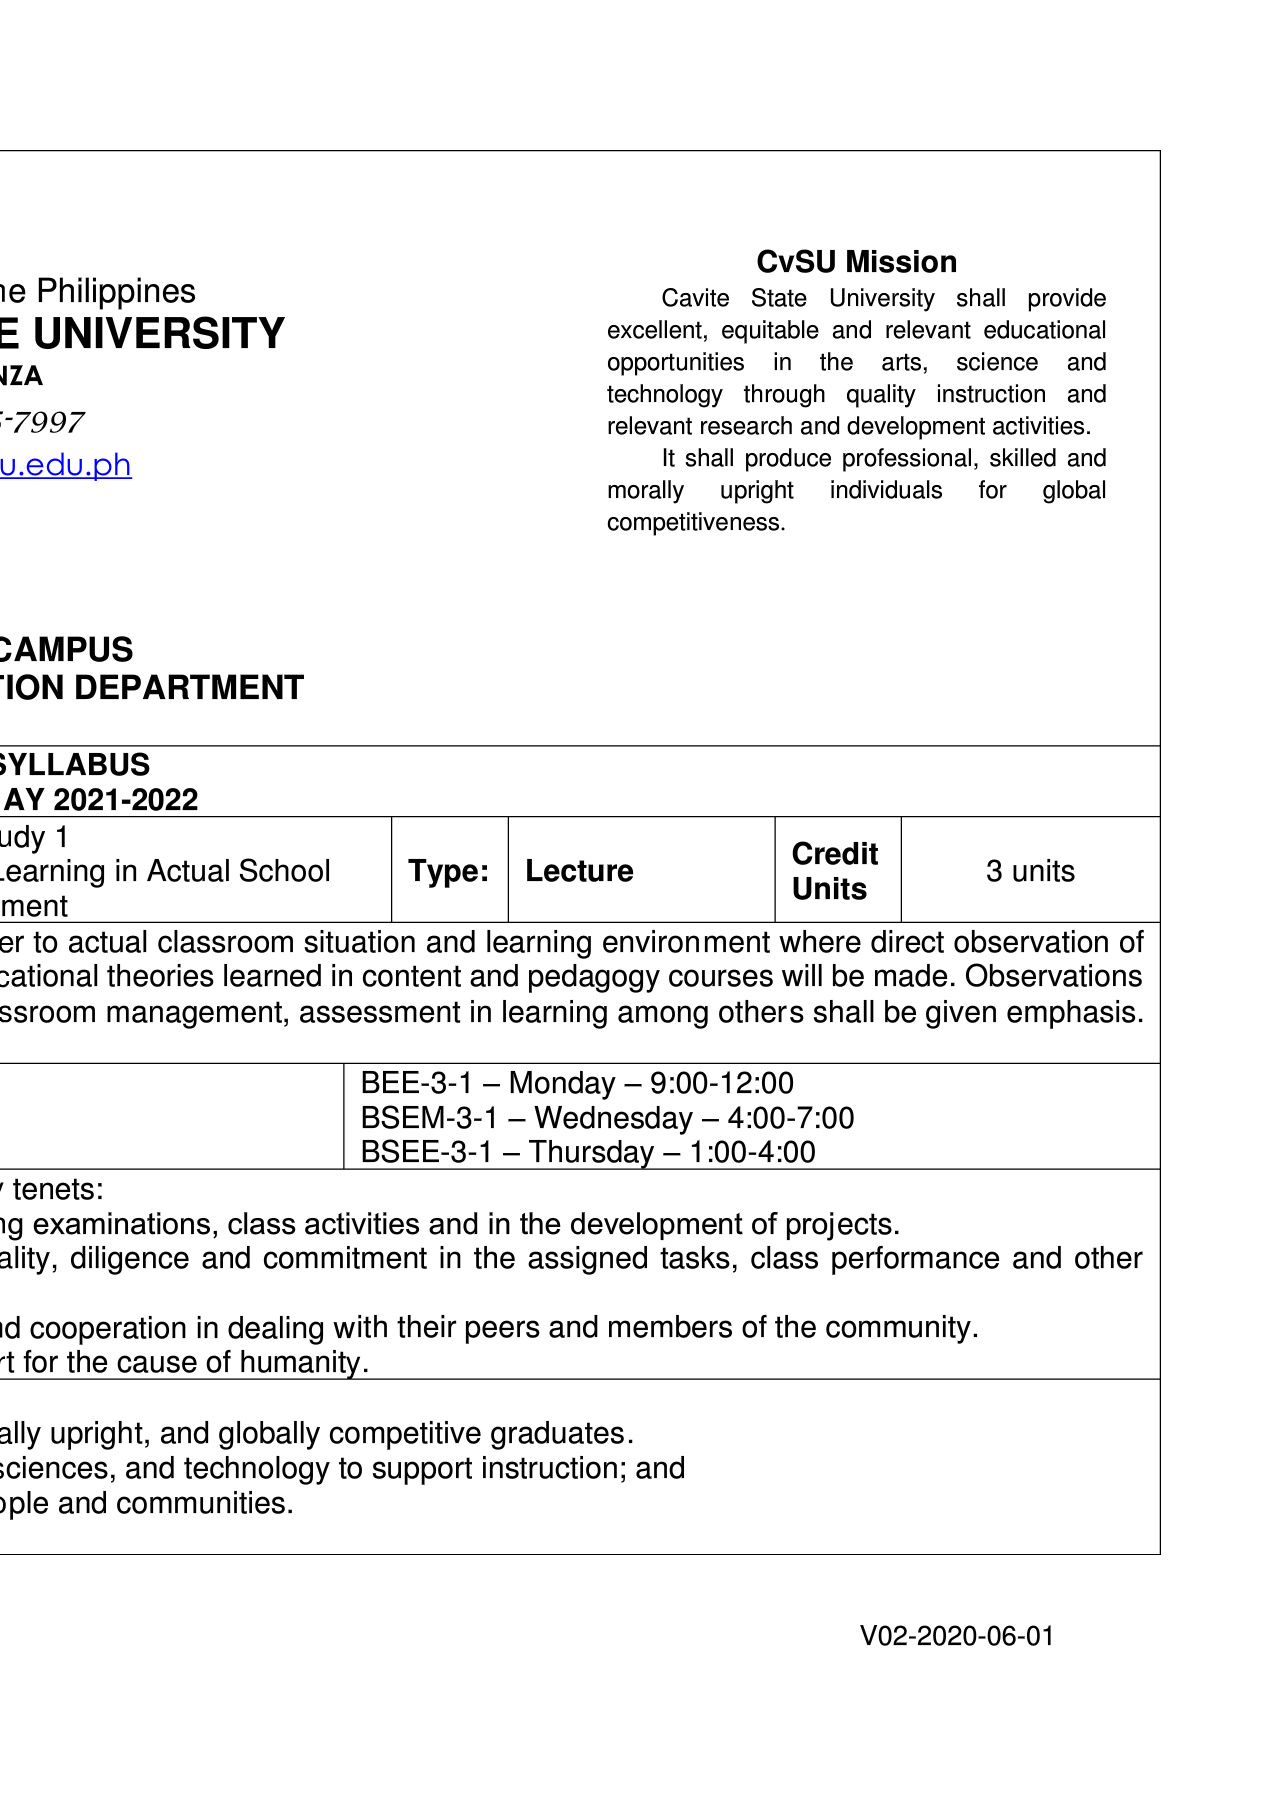 CvSU Mission
Cavite State University shall provide
excellent, equitable and relevant educational
opportunities in the arts, science and
technology through quality instruction and
relevant research and development activities.
It shall produce professional, skilled and
morally upright individuals for global
competitiveness.
ne Philippines
E UNIVERSITY
NZA
-7997
u.edu.ph
CAMPUS
TION DEPARTMENT
SYLLABUS
AY 2021-2022
udy 1
Learning in Actual School
ment
Type:
Lecture
Credit
Units
3 units
er to actual classroom situation and learning environment where direct observation of
cational theories learned in content and pedagogy courses will be made. Observations
ssroom management, assessment in learning among others shall be given emphasis.
BEE-3-1 – Monday – 9:00-12:00
BSEM-3-1 – Wednesday – 4:00-7:00
BSEE-3-1 – Thursday – 1:00-4:00
y tenets:
ng examinations, class activities and in the development of projects.
ality, diligence and commitment in the assigned tasks, class performance and other
nd cooperation in dealing with their peers and members of the community.
rt for the cause of humanity.
ally upright, and globally competitive graduates.
sciences, and technology to support instruction; and
ople and communities.
V02-2020-06-01